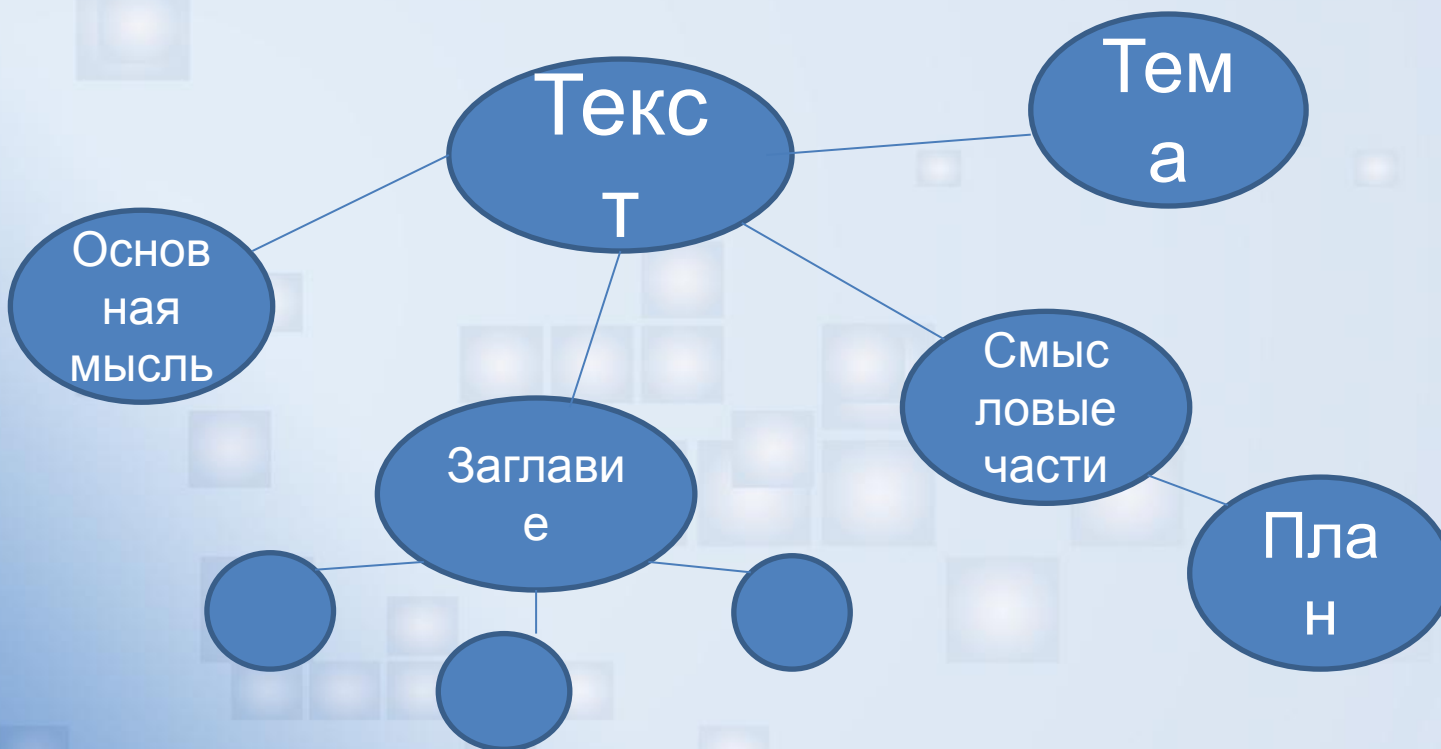 Текс
т
Тем
а
Основ
ная
мысль
Смыс
ловые
части
Заглави
е
Пла
н